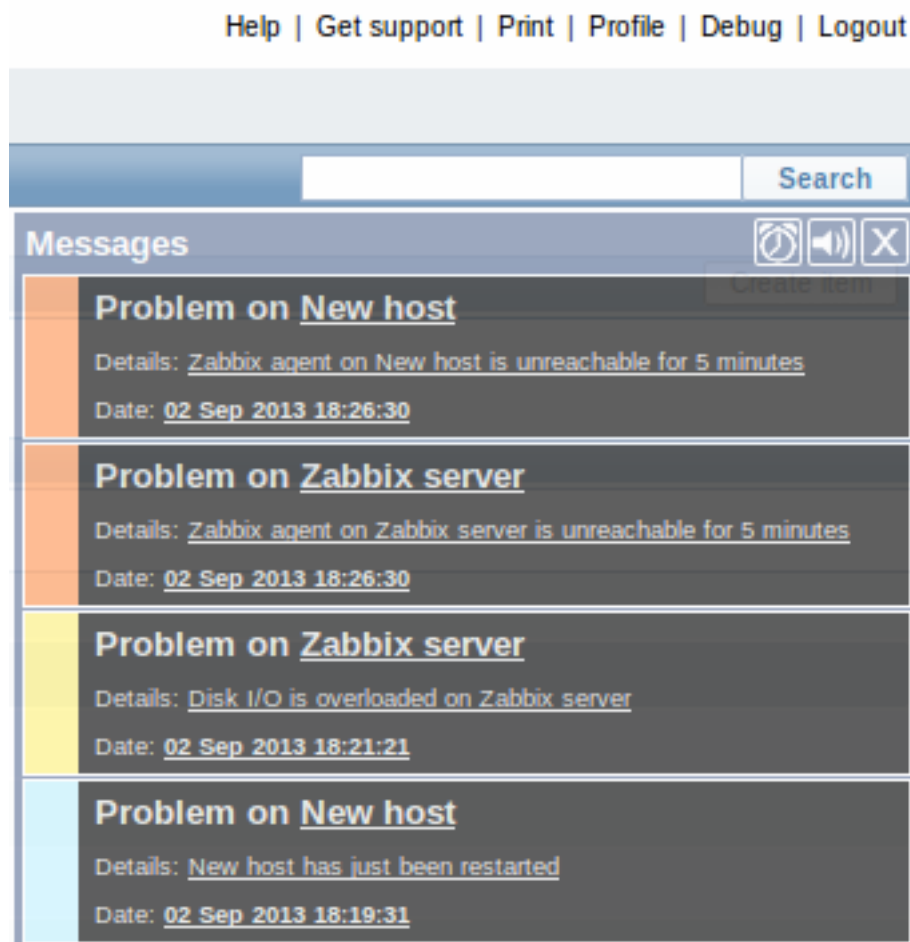 Help | Get support | Print | Profile | Debug | Logout
Search
Messages
X
Create item
Problem on New host
Details: Zabbix agent on New host is unreachable for 5 minutes
Date: 02 Sep 2013 18:26:30
Problem on Zabbix server
Details: Zabbix agent on Zabbix server is unreachable for 5 minutes
Date: 02 Sep 2013 18:26:30
Problem on Zabbix server
Details: Disk I/O is overloaded on Zabbix server
Date: 02 Sep 2013 18:21:21
Problem on New host
Details: New host has just been restarted
Date: 02 Sep 2013 18:19:31